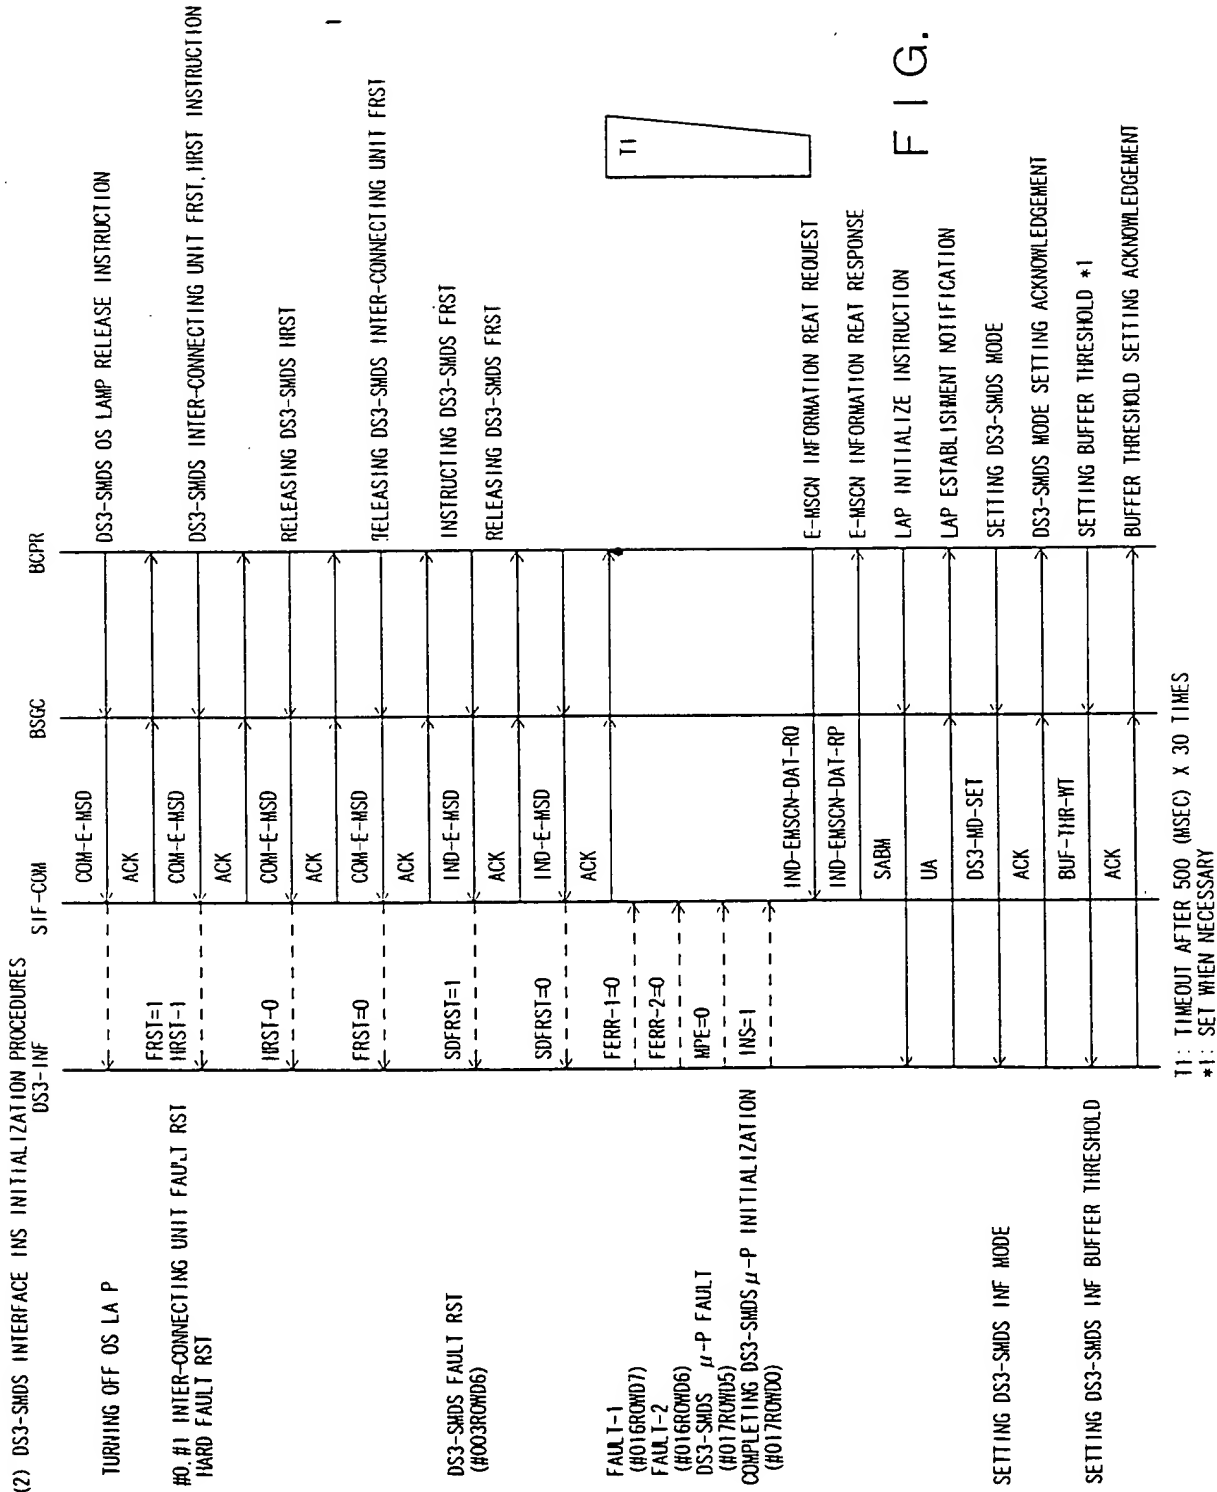 (2) DS3-SMDS INTERFACE INS INITIALIZATION PROCEDURES
DS3-INF
SIF-COM
BSGC
BCPR
TURNING OFF OS LA P
COM-E-MSD
DS3-SMDS OS LAMP RELEASE INSTRUCTION
ACK
#0.#1 INTER-CONNECTING UNIT FAULT RST
HARD FAULT RST
FRST=1
HRST-1
COM-E-MSD
DS3-SMDS INTER-CONNECTING UNIT FRST, HRST INSTRUCTION
ACK
HRST-0
COM-E-MSD
RELEASING DS3-SMDS HRST
ACK
FRST=0
COM-E-MSD
RELEASING DS3-SMDS INTER-CONNECTING UNIT FRST
ACK
DS3-SMDS FAULT RST
(#003ROWD6)
SDFRST=1
IND-E-MSD
INSTRUCTING DS3-SMDS FRST
ACK
SDFRST=0
IND-E-MSD
RELEASING DS3-SMDS FRST
ACK
FAULT-1
(#016ROWD7)
FERR-1=0
FAULT-2
(#016ROWD6)
FERR-2=0
DS3-SMDS μ-P FAULT
(#017ROWD5)
MPE=0
COMPLETING DS3-SMDS μ-P INITIALIZATION
(#017ROWD0)
INS=1
T1
IND-EMSCN-DAT-RQ
E-MSCN INFORMATION REAT REQUEST
IND-EMSCN-DAT-RP
E-MSCN INFORMATION REAT RESPONSE
SABM
LAP INITIALIZE INSTRUCTION
UA
LAP ESTABLISHMENT NOTIFICATION
SETTING DS3-SMDS INF MODE
DS3-MD-SET
SETTING DS3-SMDS MODE
ACK
DS3-SMDS MODE SETTING ACKNOWLEDGEMENT
SETTING DS3-SMDS INF BUFFER THRESHOLD
BUF-THR-WT
SETTING BUFFER THRESHOLD *1
ACK
BUFFER THRESHOLD SETTING ACKNOWLEDGEMENT
T1: TIMEOUT AFTER 500 (MSEC) X 30 TIMES
*1: SET WHEN NECESSARY
FIG.